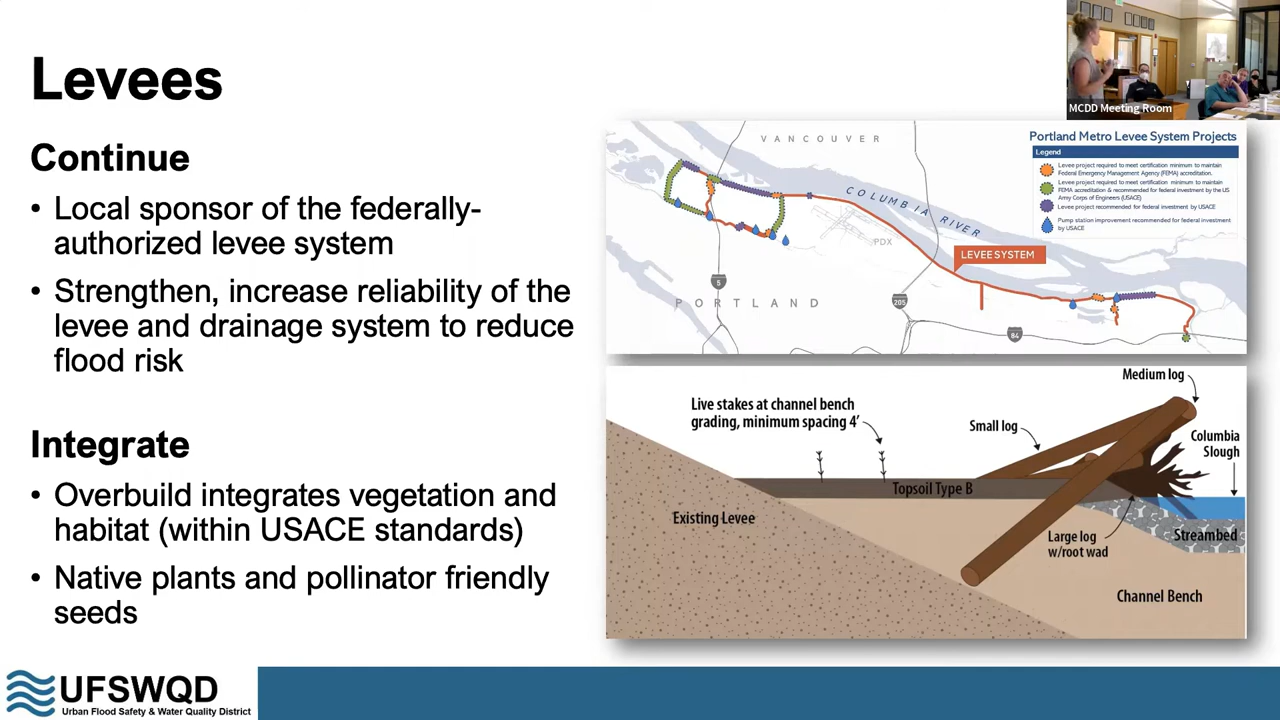 Levees
Continue
• Local sponsor of the federally-
authorized levee system
• Strengthen, increase reliability of the
levee and drainage system to reduce
flood risk
Integrate
• Overbuild integrates vegetation and
habitat (within USACE standards)
• Native plants and pollinator friendly
seeds
MCDD Meeting Room
Portland Metro Levee System Projects
Legend
Levee project required to meet certification minimum to maintain
Federal Emergency Management Agency (FEMA) accreditation.
Levee project required to meet certification minimum to maintain
FEMA accreditation & recommended for federal investment by the US
Army Corps of Engineers (USACE)
Levee project recommended for federal investment by USACE
Pump station improvement recommended for federal investment
by USACE
VANCOUVER
COLUMBIA RIVER
PDX
LEVEE SYSTEM
5
PORTLAND
205
84
Medium log
Live stakes at channel bench
grading, minimum spacing 4’
Small log
Columbia
Slough
Topsoil Type B
Existing Levee
Large log
w/root wad
Streambed
Channel Bench
UFSWQD
Urban Flood Safety & Water Quality District